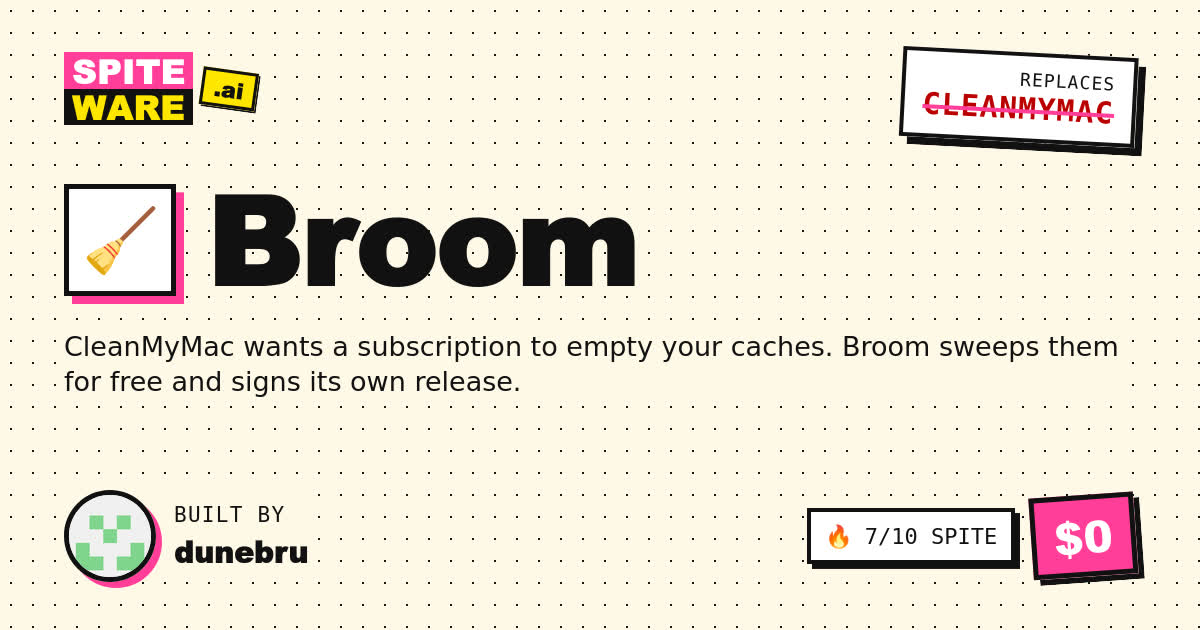 SPITE
WARE
.ai
REPLACES
CLEANMYMAC
Broom
CleanMyMac wants a subscription to empty your caches. Broom sweeps them
for free and signs its own release.
BUILT BY
dunebru
7/10 SPITE
$0